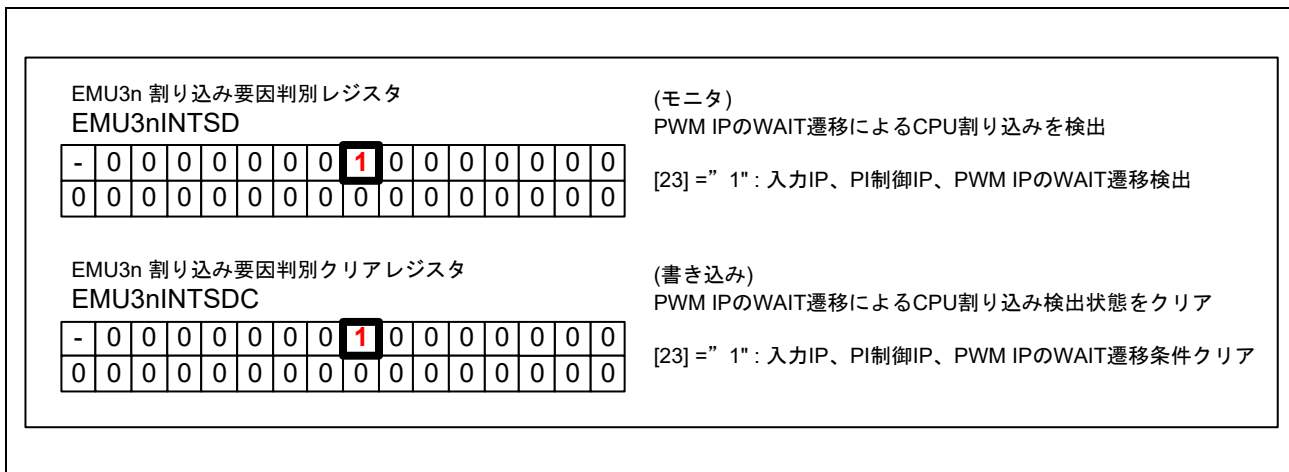 EMU3n 割り込み要因判別レジスタ
EMU3nINTSD
- 0 0 0 0 0 0 0 0 1 0 0 0 0 0 0 0
0 0 0 0 0 0 0 0 0 0 0 0 0 0 0 0 0
(モニタ)
PWM IPのWAIT遷移によるCPU割り込みを検出
[23] =”1" : 入力IP、PI制御IP、PWM IPのWAIT遷移検出
EMU3n 割り込み要因判別クリアレジスタ
EMU3nINTSDC
- 0 0 0 0 0 0 0 0 1 0 0 0 0 0 0 0
0 0 0 0 0 0 0 0 0 0 0 0 0 0 0 0 0
(書き込み)
PWM IPのWAIT遷移によるCPU割り込み検出状態をクリア
[23] =”1" : 入力IP、PI制御IP、PWM IPのWAIT遷移条件クリア